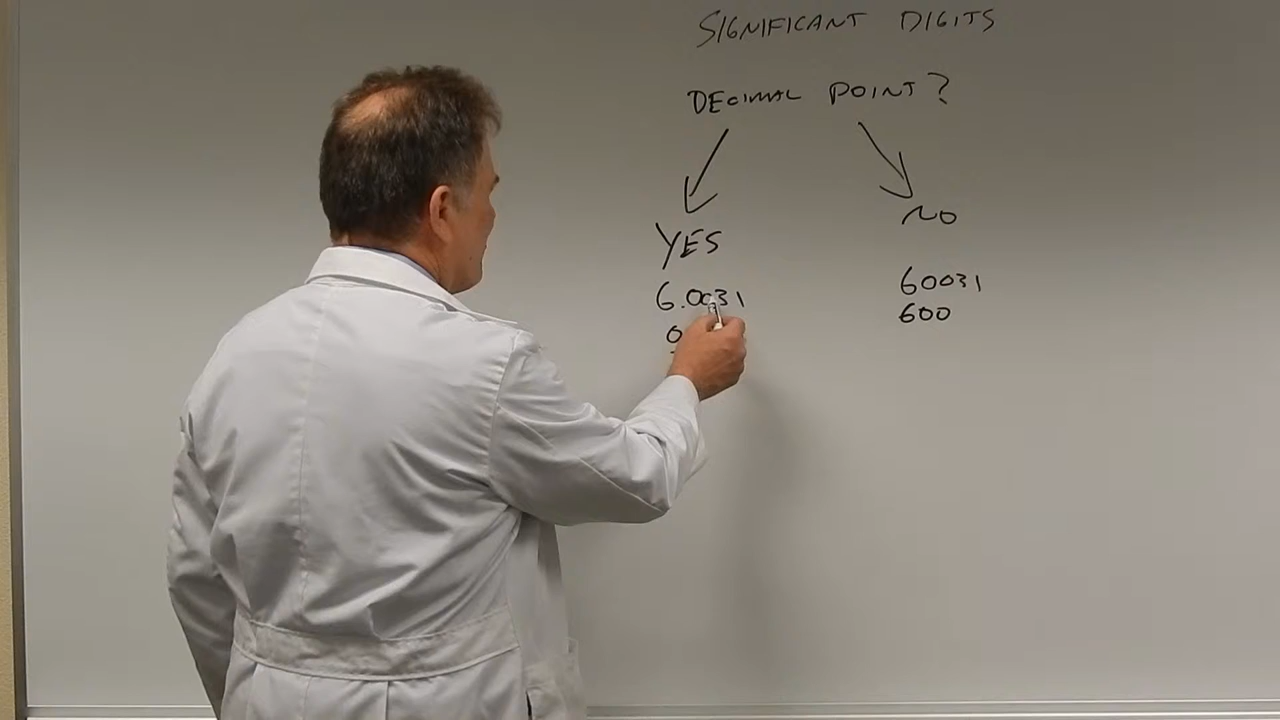 SIGNIFICANT DIGITS
DECIMAL POINT?
YES
NO
6.0031
60031
600